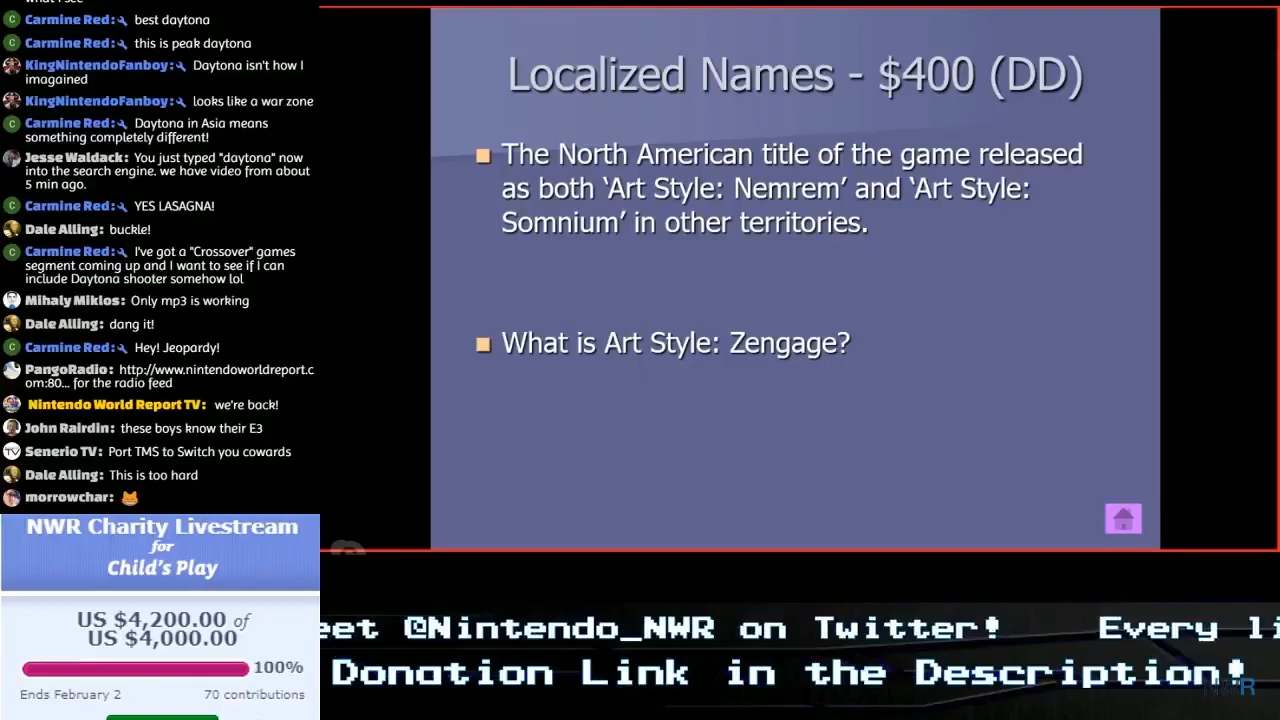 what I see
Carmine Red: best daytona
Carmine Red: this is peak daytona
KingNintendoFanboy: Daytona isn't how I
imagained
KingNintendoFanboy: looks like a war zone
Carmine Red: Daytona in Asia means
something completely different!
Jesse Waldack: You just typed "daytona" now
into the search engine. we have video from about
5 min ago.
Carmine Red: YES LASAGNA!
Dale Alling: buckle!
Carmine Red: I've got a "Crossover" games
segment coming up and I want to see if I can
include Daytona shooter somehow lol
Mihaly Miklos: Only mp3 is working
Dale Alling: dang it!
Carmine Red: Hey! Jeopardy!
PangoRadio: http://www.nintendoworldreport.c
om:80... for the radio feed
Nintendo World Report TV: we're back!
John Rairdin: these boys know their E3
Senerio TV: Port TMS to Switch you cowards
Dale Alling: This is too hard
morrowchar:
NWR Charity Livestream
for
Child's Play
US $4,200.00 of
US $4,000.00
100%
Ends February 2 70 contributions
Localized Names - $400 (DD)
The North American title of the game released
as both ‘Art Style: Nemrem’ and ‘Art Style:
Somnium’ in other territories.
What is Art Style: Zengage?
eet @Nintendo_NWR on Twitter! Every li
Donation Link in the Description!
NWR